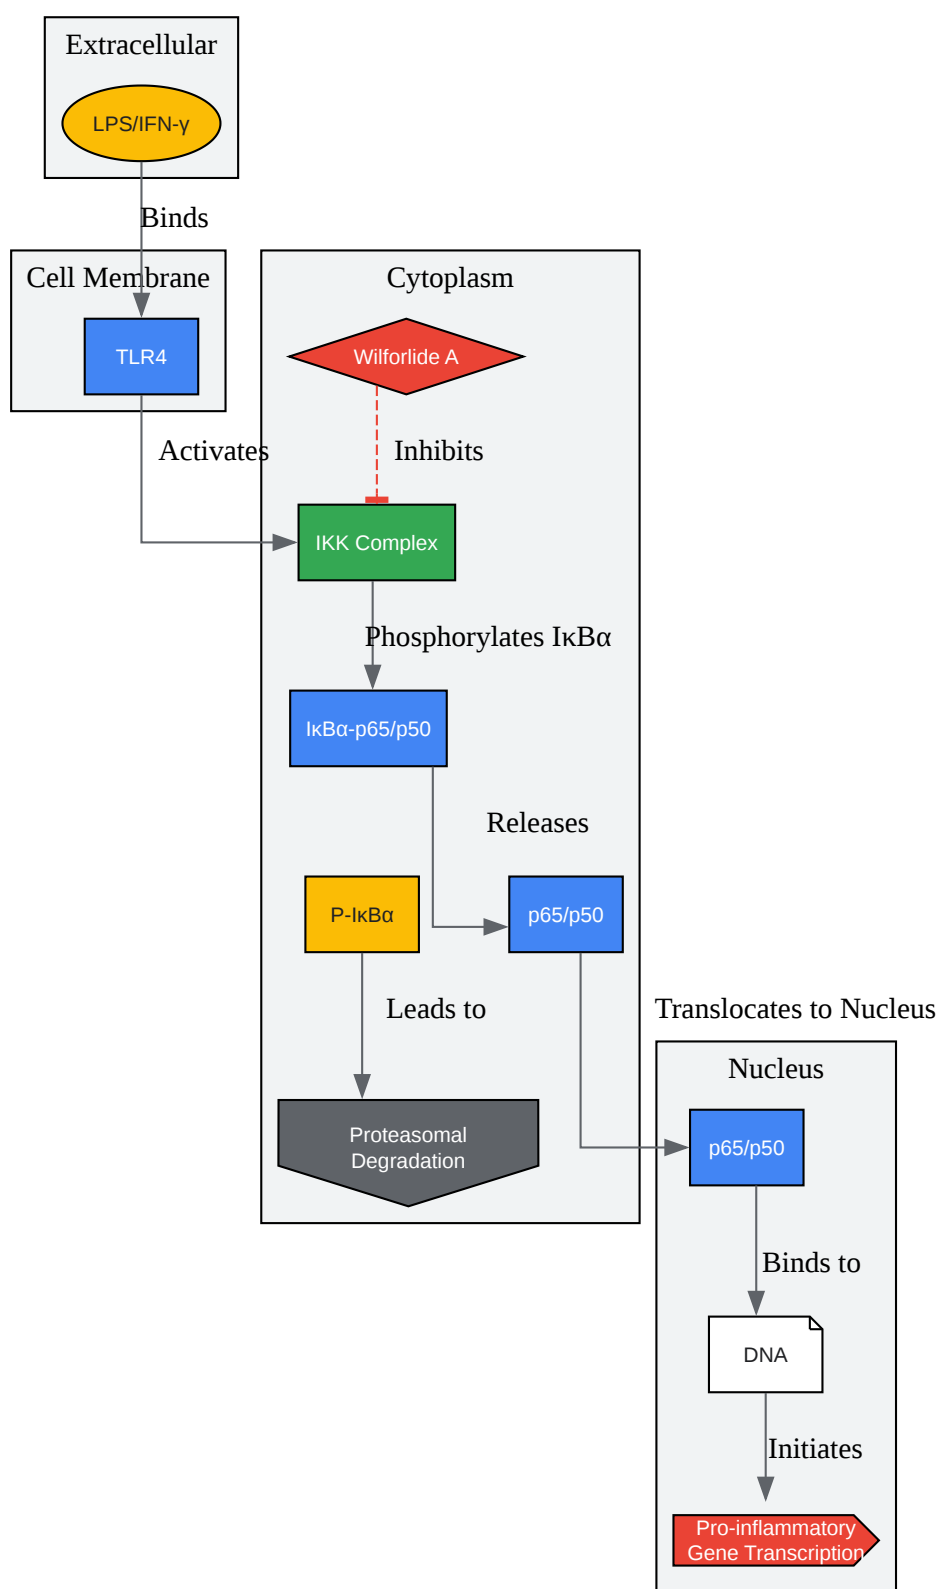 Extracellular
LPS/IFN-γ
Binds
Cell Membrane
TLR4
Activates
Cytoplasm
Wilforlide A
Inhibits
IKK Complex
Phosphorylates IκBα
IκBα-p65/p50
Releases
P-IκBα
p65/p50
Leads to
Proteasomal
Degradation
Translocates to Nucleus
Nucleus
p65/p50
Binds to
DNA
Initiates
Pro-inflammatory
Gene Transcription